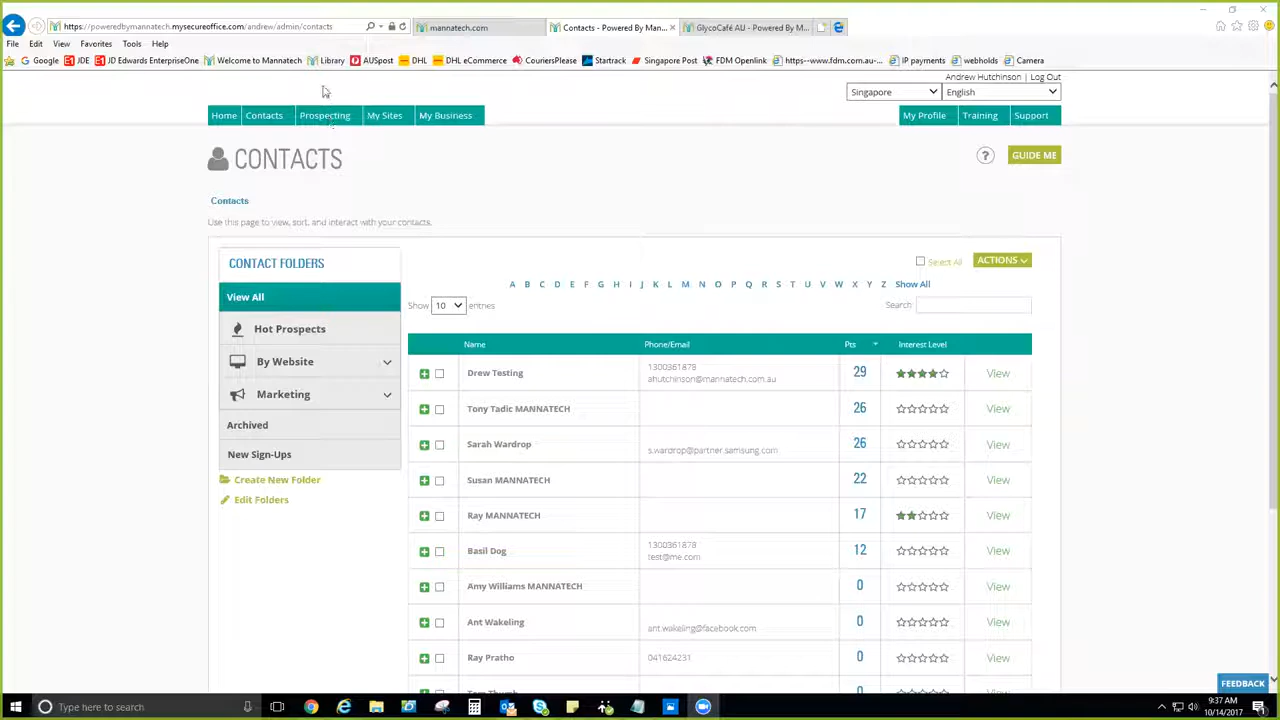 https://poweredbymannatech.mysecureoffice.com/andrew/admin/contacts
mannatech.com
Contacts - Powered By Man...
GlycoCafé AU - Powered By M...
File Edit View Favorites Tools Help
Google JDE JD Edwards EnterpriseOne Welcome to Mannatech Library AUSpost DHL DHL eCommerce CouriersPlease Startrack Singapore Post FDM Openlink https--www.fdm.com.au-... IP payments webholds Camera
Andrew Hutchinson | Log Out
Singapore English
Home Contacts Prospecting My Sites My Business My Profile Training Support
CONTACTS
? GUIDE ME
Contacts
Use this page to view, sort, and interact with your contacts.
CONTACT FOLDERS
View All
Hot Prospects
By Website
Marketing
Archived
New Sign-Ups
Create New Folder
Edit Folders
Select All ACTIONS
A B C D E F G H I J K L M N O P Q R S T U V W X Y Z Show All
Show 10 entries Search
Name Phone/Email Pts Interest Level
Drew Testing 1300361878 29 View
ahutchinson@mannatech.com.au
Tony Tadic MANNATECH 26 View
Sarah Wardrop s.wardrop@partner.samsung.com 26 View
Susan MANNATECH 22 View
Ray MANNATECH 17 View
Basil Dog 1300361878 12 View
test@me.com
Amy Williams MANNATECH 0 View
Ant Wakeling ant.wakeling@facebook.com 0 View
Ray Pratho 041624231 0 View
FEEDBACK
Type here to search
9:37 AM
10/14/2017